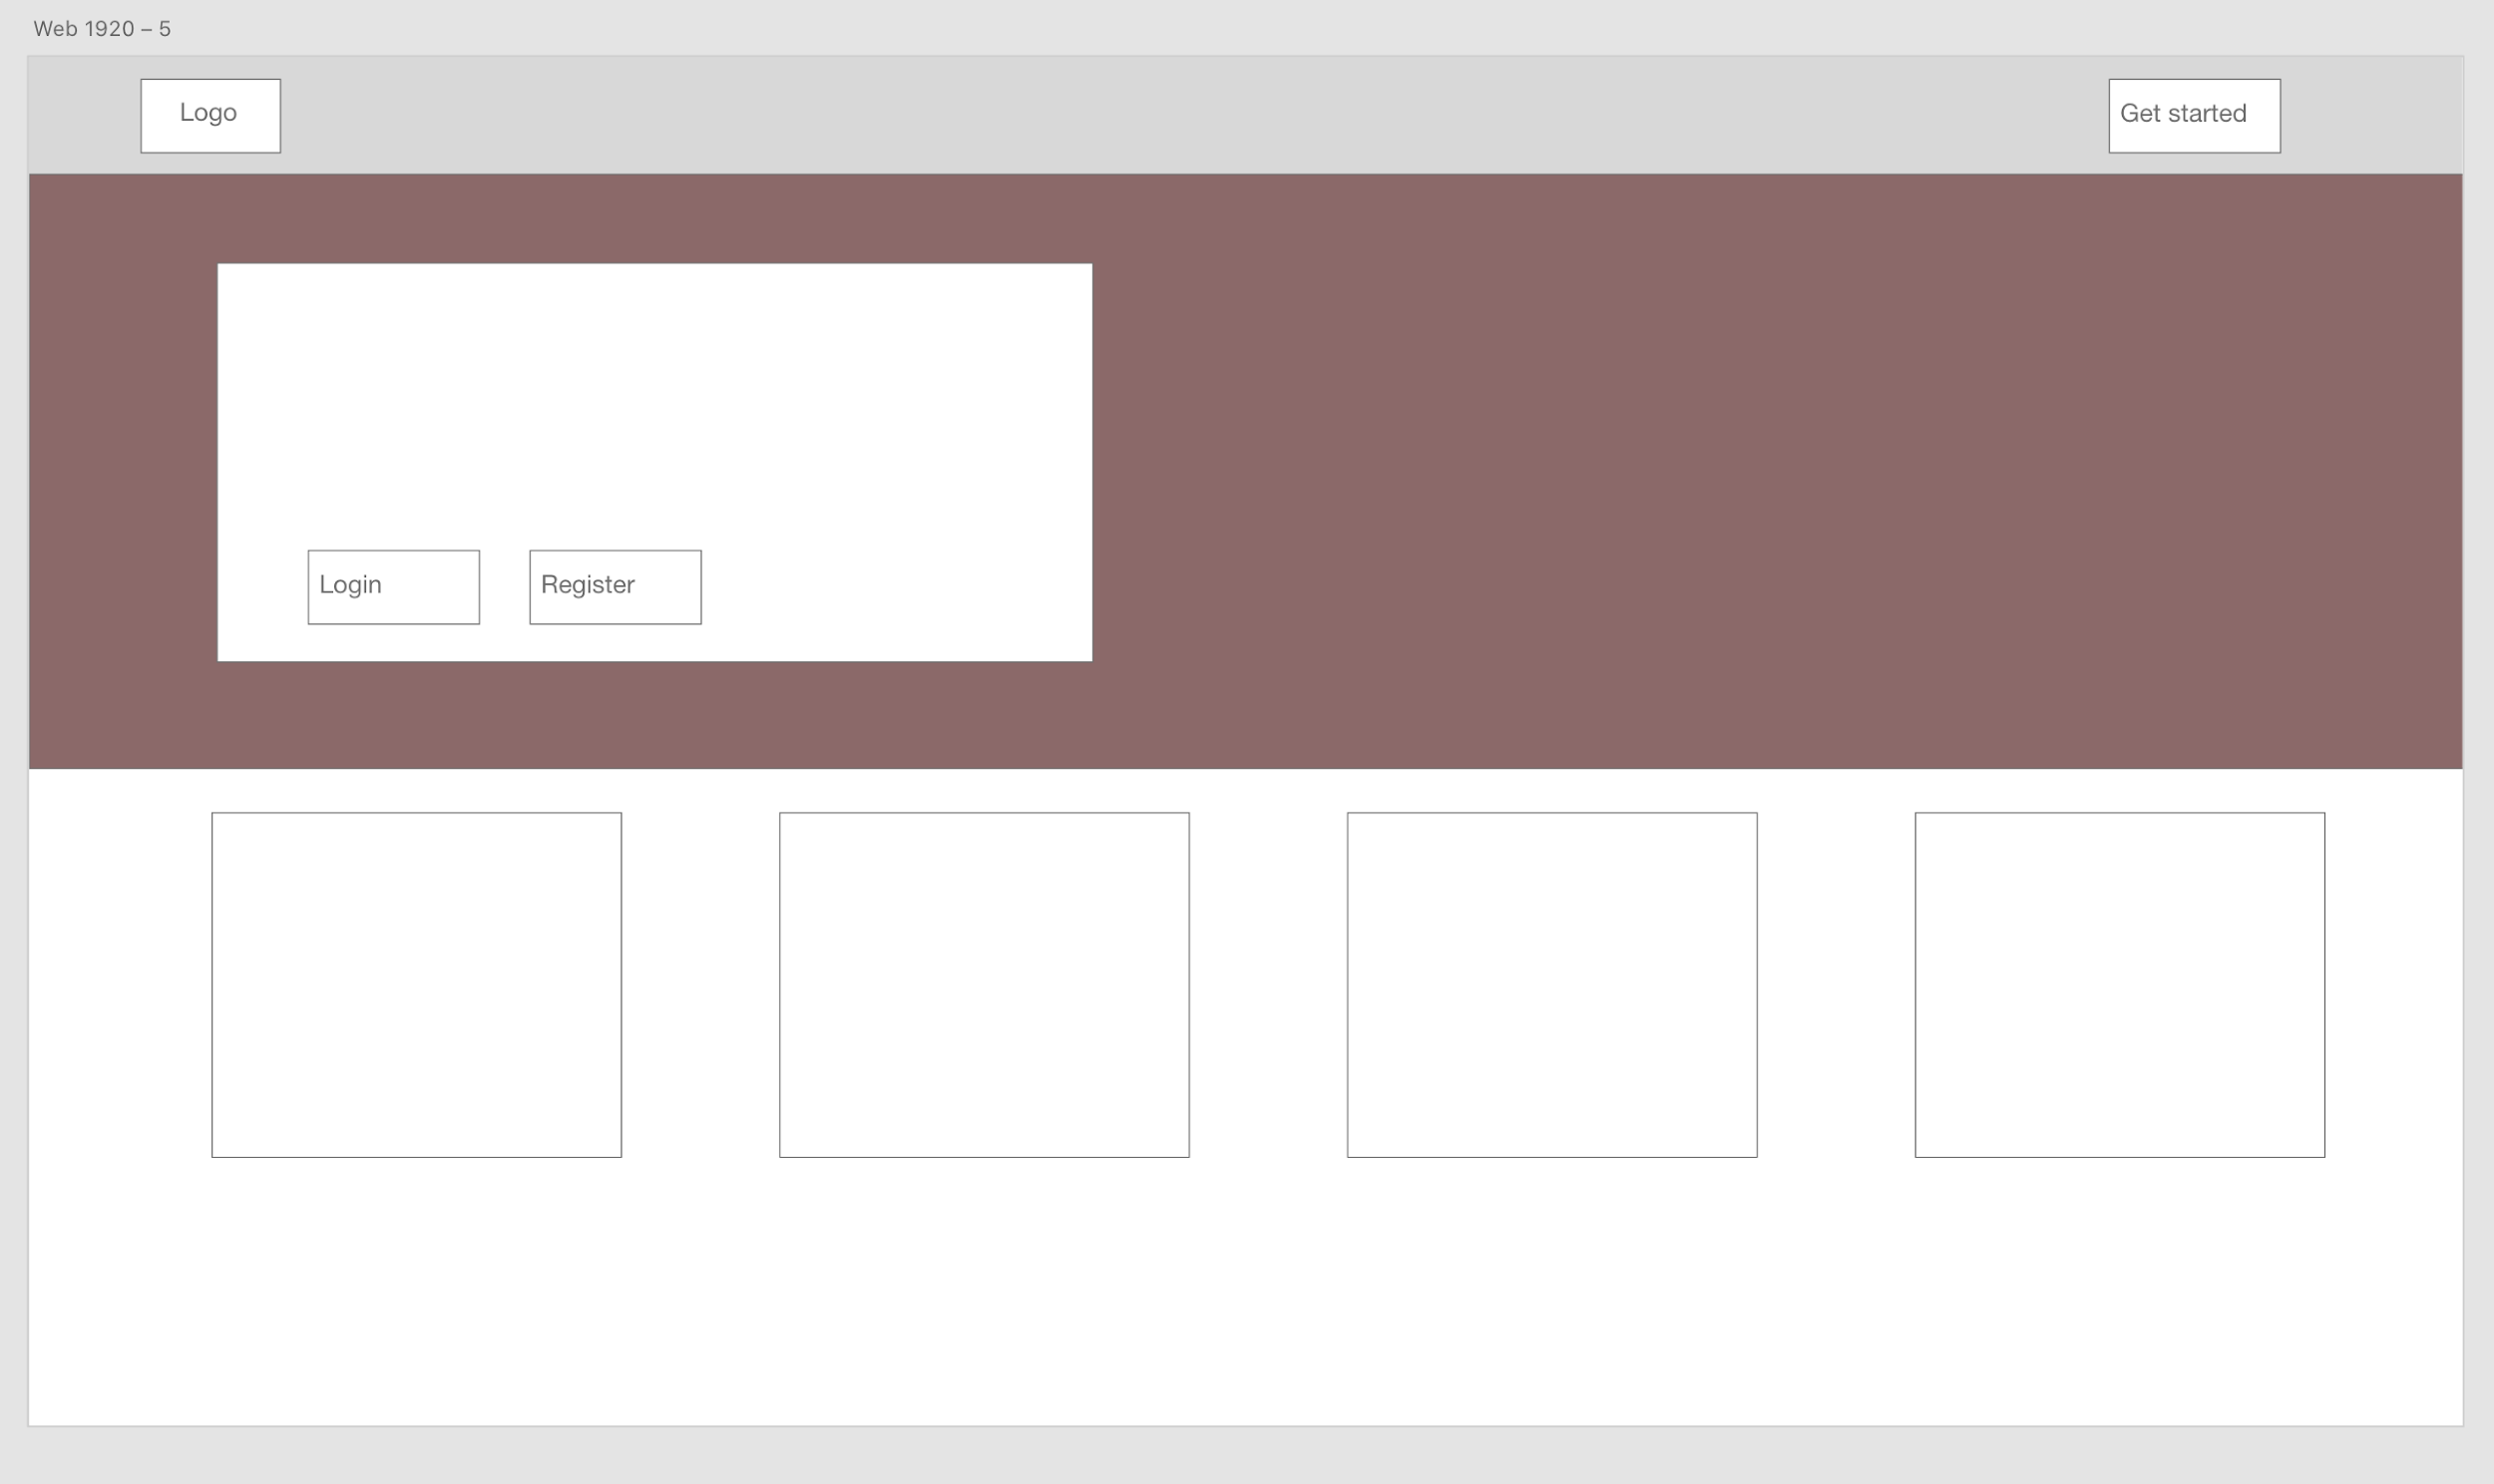 Web 1920 – 5
Logo
Get started
Login
Register